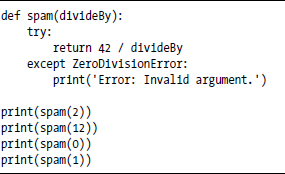 def spam(divideBy):
    try:
        return 42 / divideBy
    except ZeroDivisionError:
        print('Error: Invalid argument.')

print(spam(2))
print(spam(12))
print(spam(0))
print(spam(1))